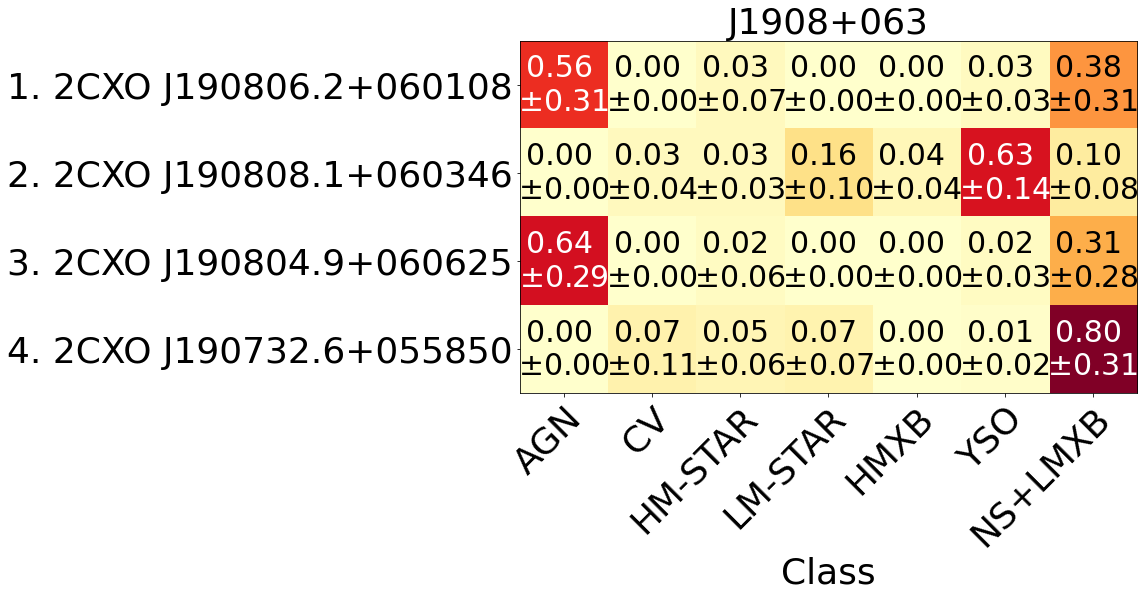 J1908+063
1. 2CXO J190806.2+060108
0.56 0.00 0.03 0.00 0.00 0.03 0.38
±0.31 ±0.00 ±0.07 ±0.00 ±0.00 ±0.03 ±0.31
2. 2CXO J190808.1+060346
0.00 0.03 0.03 0.16 0.04 0.63 0.10
±0.00 ±0.04 ±0.03 ±0.10 ±0.04 ±0.14 ±0.08
3. 2CXO J190804.9+060625
0.64 0.00 0.02 0.00 0.00 0.02 0.31
±0.29 ±0.00 ±0.06 ±0.00 ±0.00 ±0.03 ±0.28
4. 2CXO J190732.6+055850
0.00 0.07 0.05 0.07 0.00 0.01 0.80
±0.00 ±0.11 ±0.06 ±0.07 ±0.00 ±0.02 ±0.31
AGN
CV
HM-STAR
LM-STAR
HMXB
YSO
NS+LMXB
Class